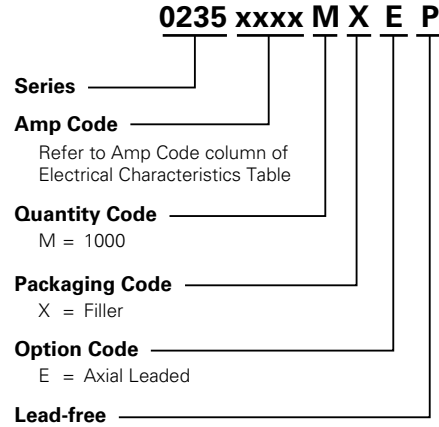 0235 xxxx M X E P
Series
Amp Code
Refer to Amp Code column of
Electrical Characteristics Table
Quantity Code
M = 1000
Packaging Code
X = Filler
Option Code
E = Axial Leaded
Lead-free